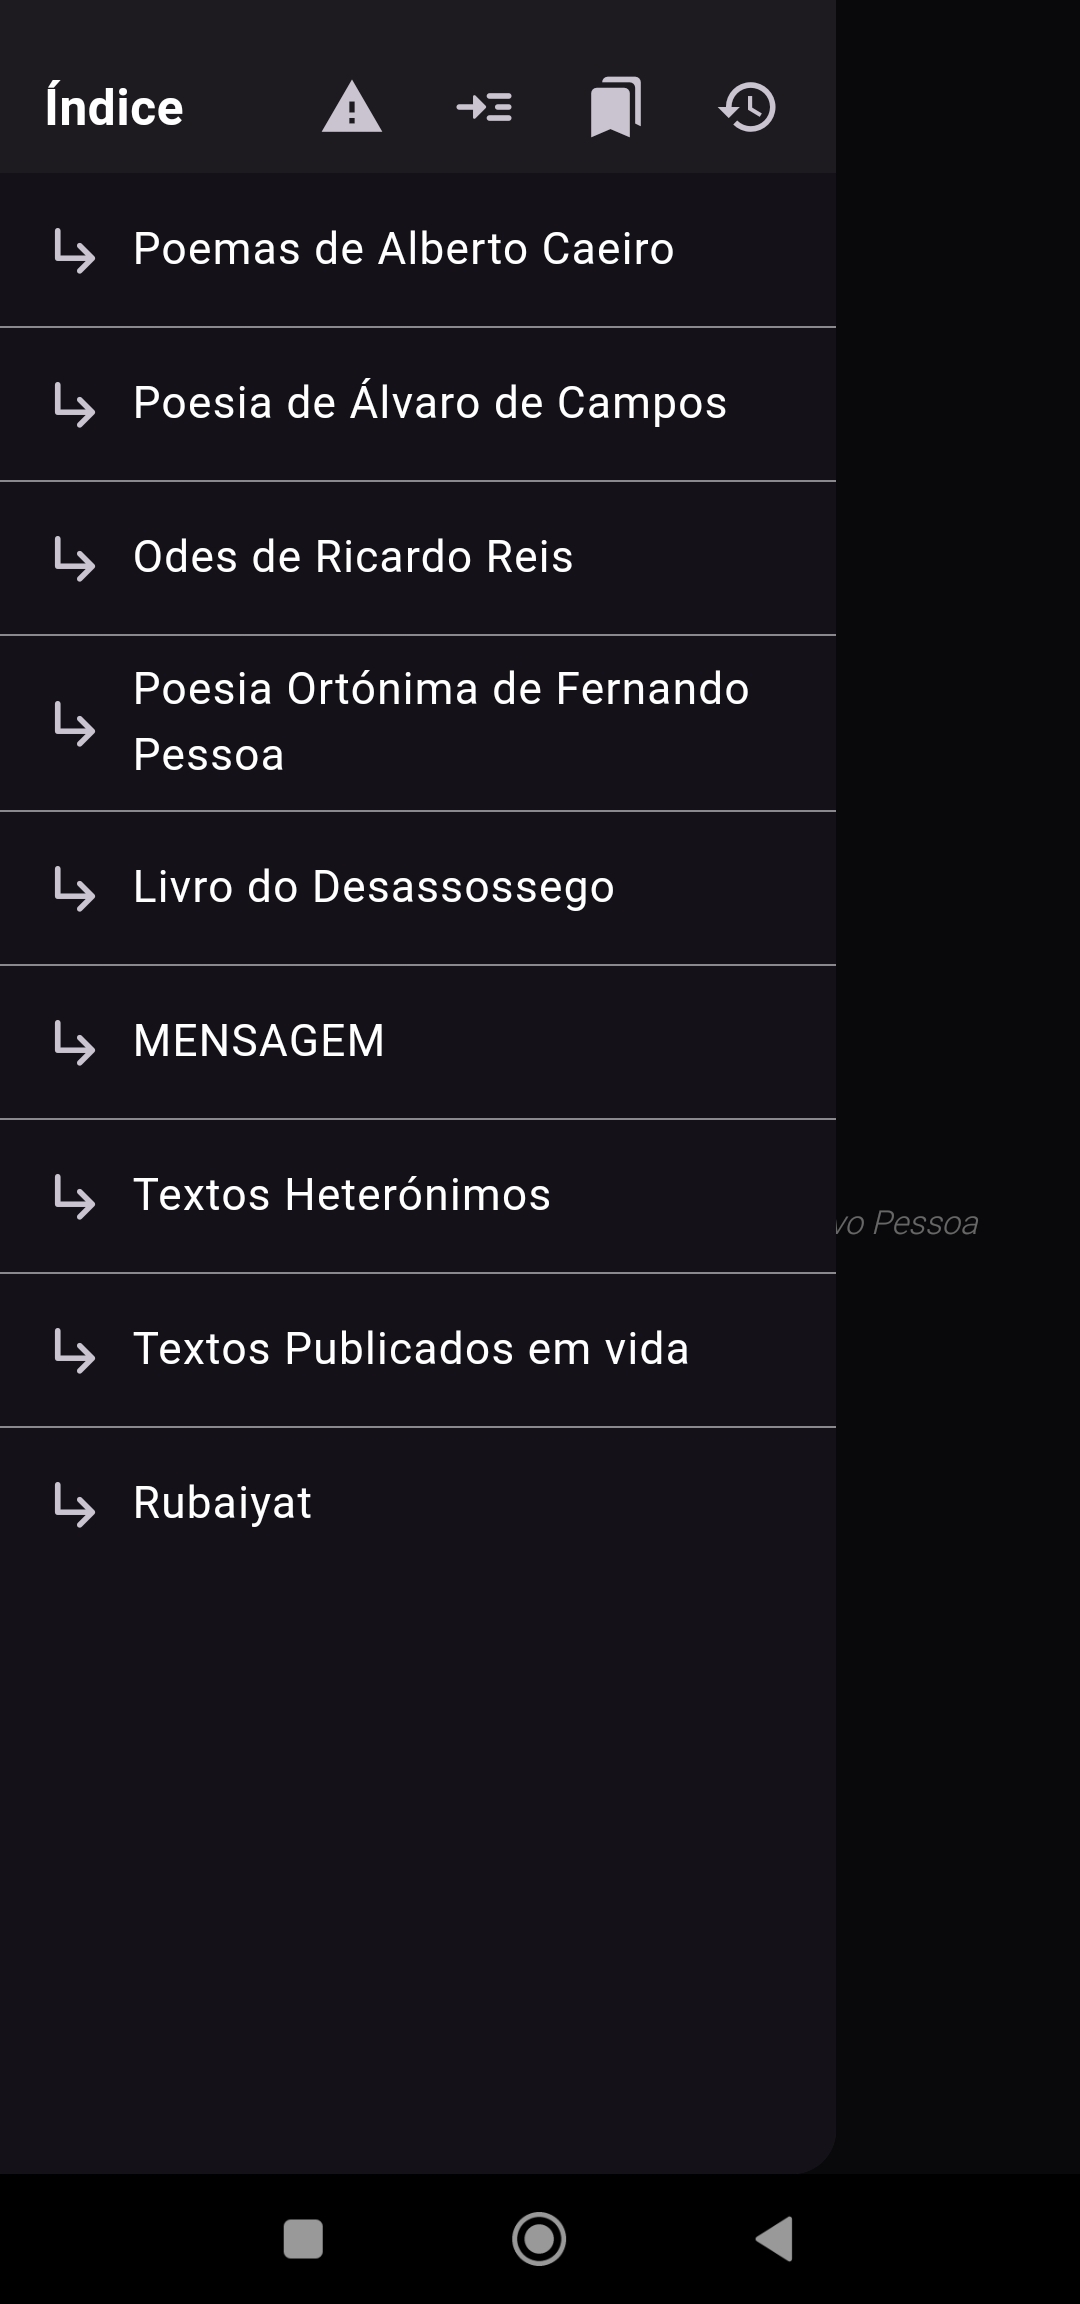 Índice
Poemas de Alberto Caeiro
Poesia de Álvaro de Campos
Odes de Ricardo Reis
Poesia Ortónima de Fernando
Pessoa
Livro do Desassossego
MENSAGEM
Textos Heterónimos
Pessoa
Textos Publicados em vida
Rubaiyat